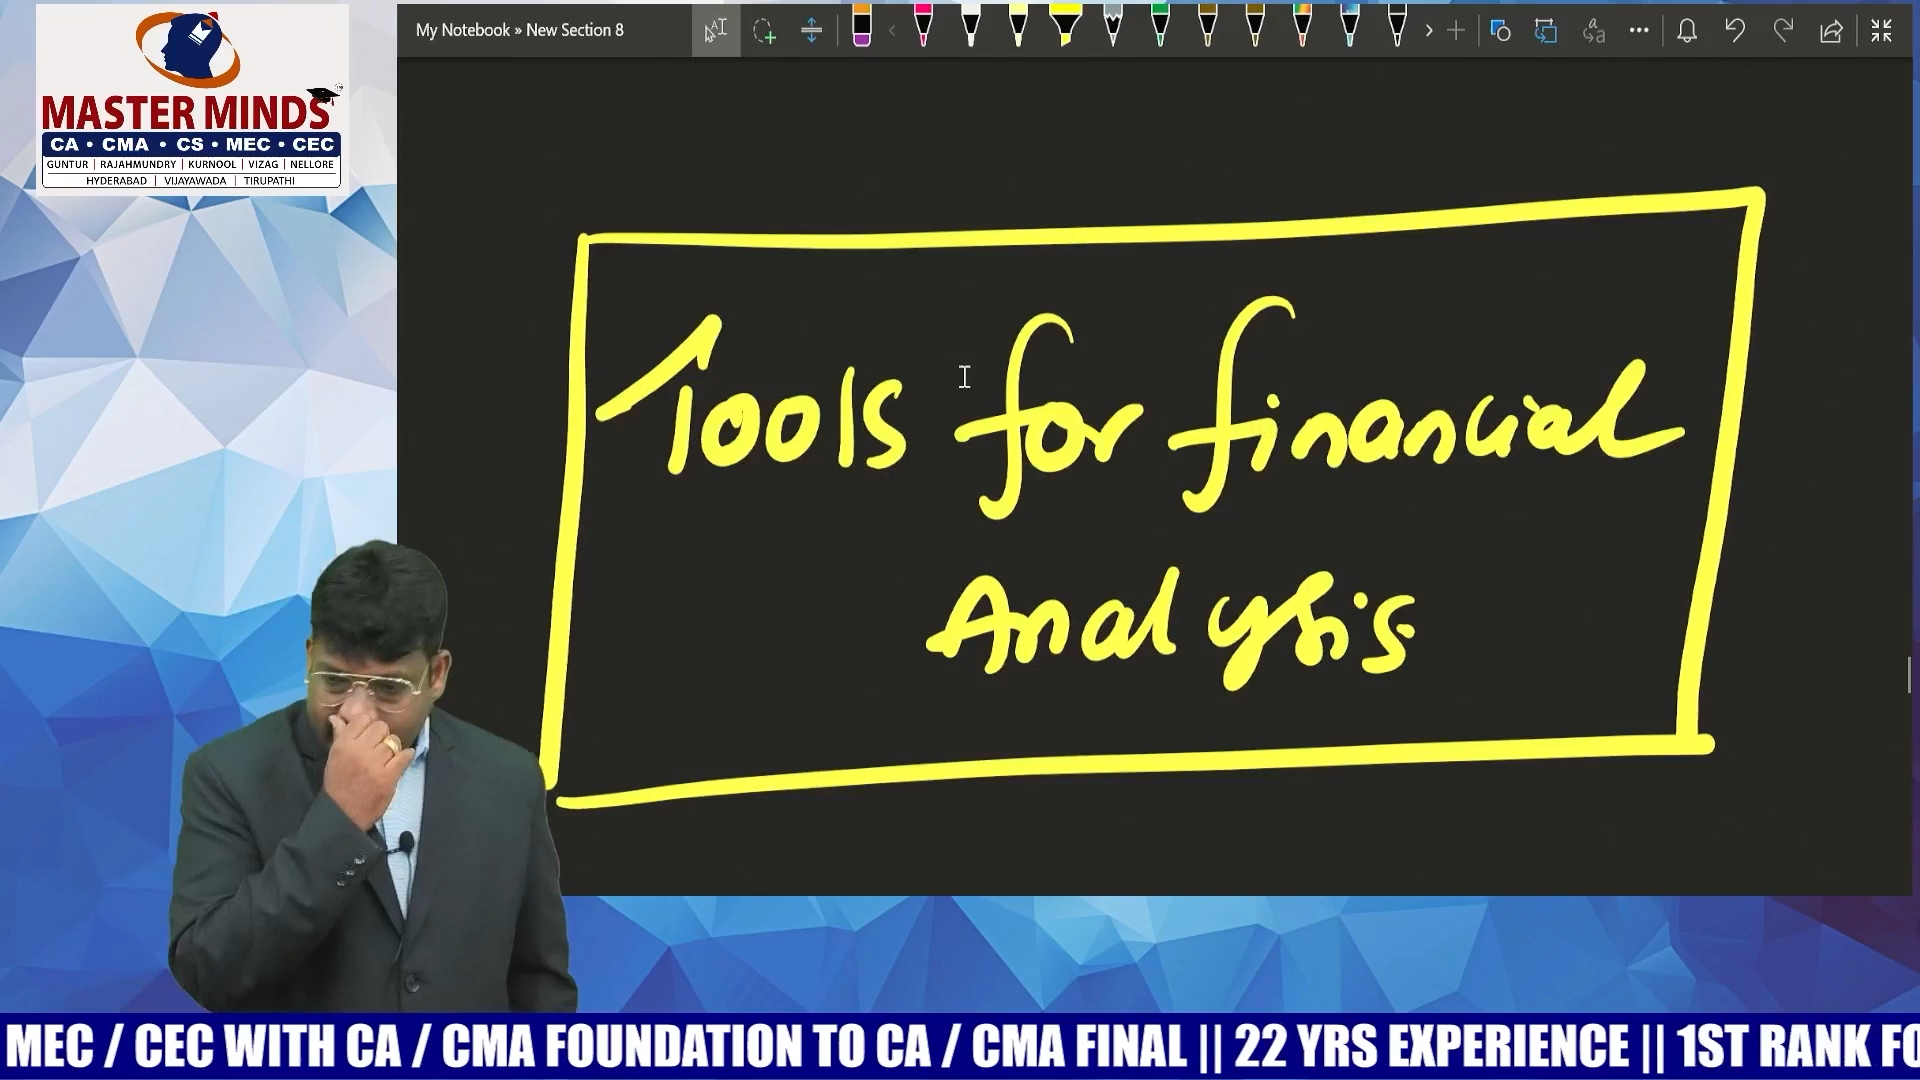 MASTER MINDS
CA • CMA • CS • MEC • CEC
GUNTUR | RAJAHMUNDRY | KURNOOL | VIZAG | NELLORE
HYDERABAD | VIJAYAWADA | TIRUPATHI
My Notebook » New Section 8
Tools for financial
Analysis
MEC / CEC WITH CA / CMA FOUNDATION TO CA / CMA FINAL || 22 YRS EXPERIENCE || 1ST RANK FO